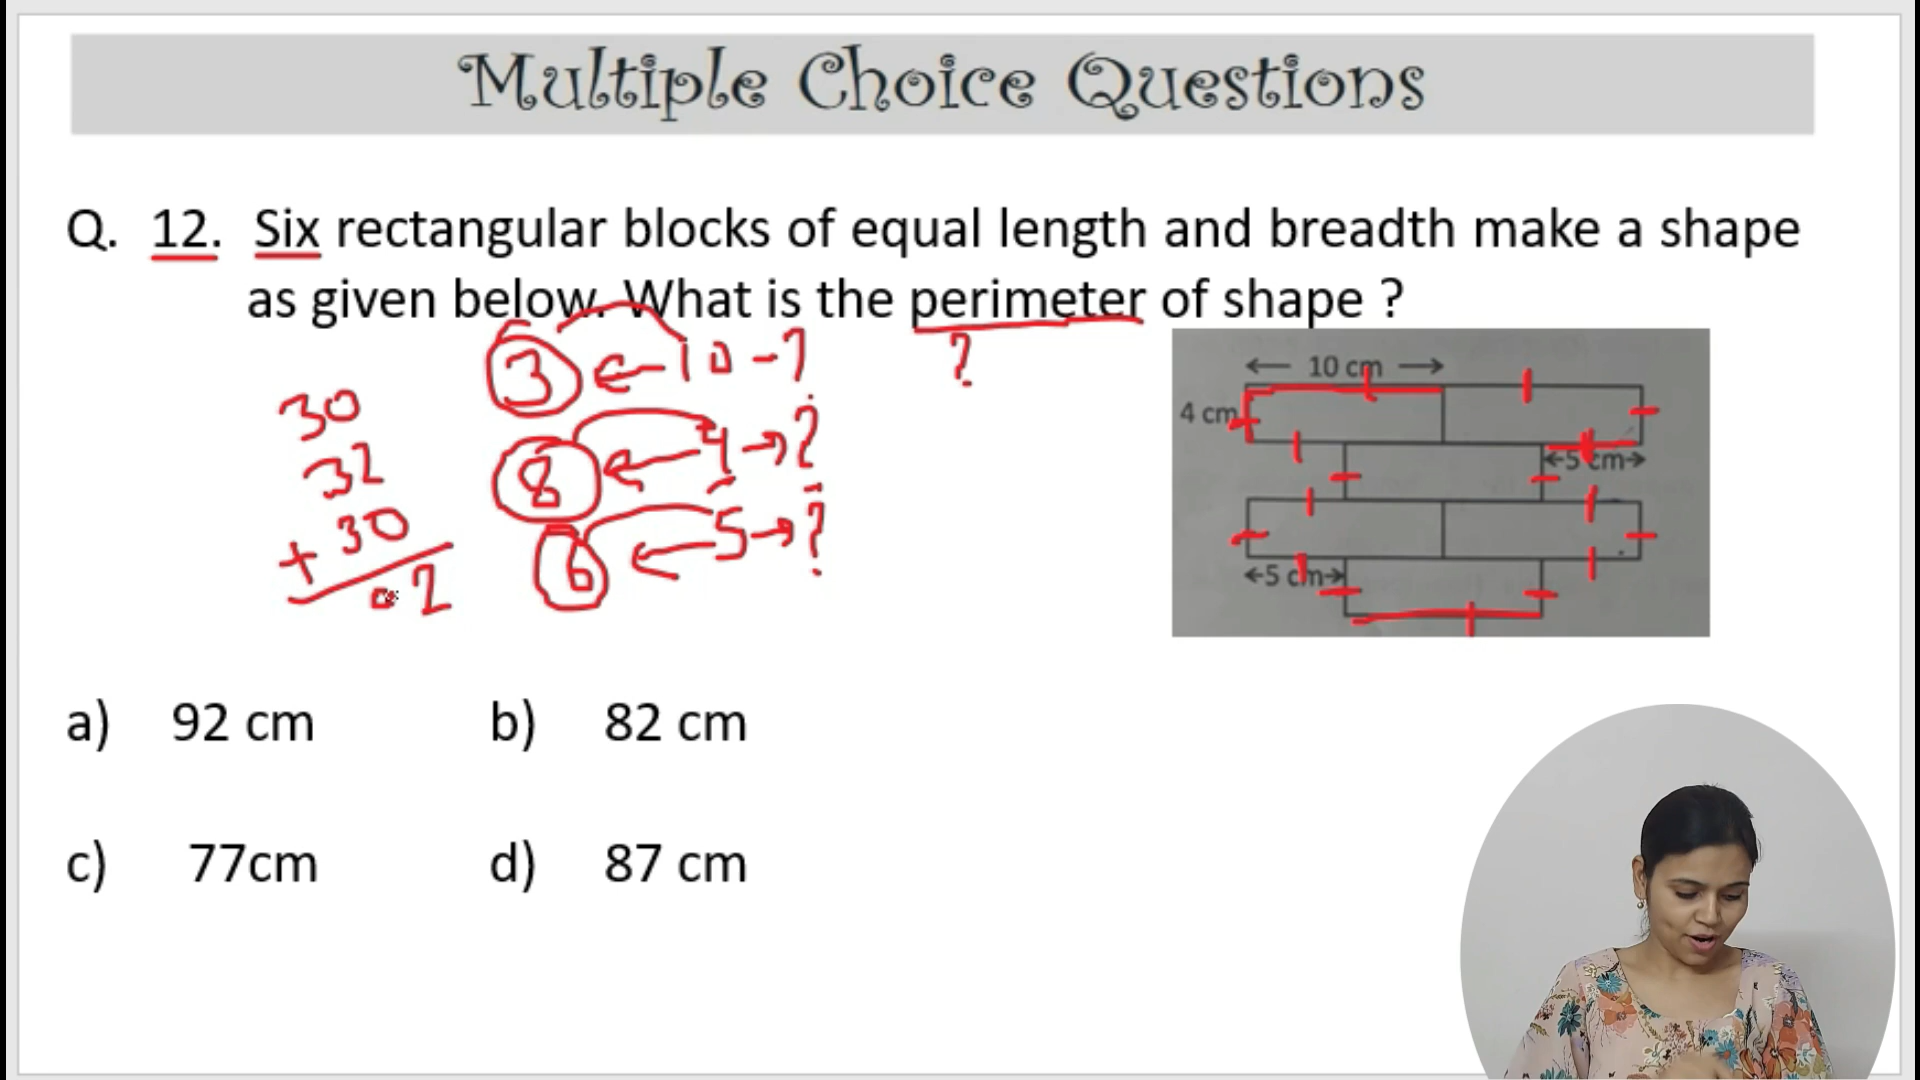 Multiple Choice Questions
Q. 12. Six rectangular blocks of equal length and breadth make a shape
as given below. What is the perimeter of shape ?
3 ← 10 - ?
8 ← 4 → ?
6 ← 5 → ?
?
30
32
+ 30
02
← 10 cm →
4 cm
←5 cm→
←5 cm→
a) 92 cm b) 82 cm
c) 77cm d) 87 cm